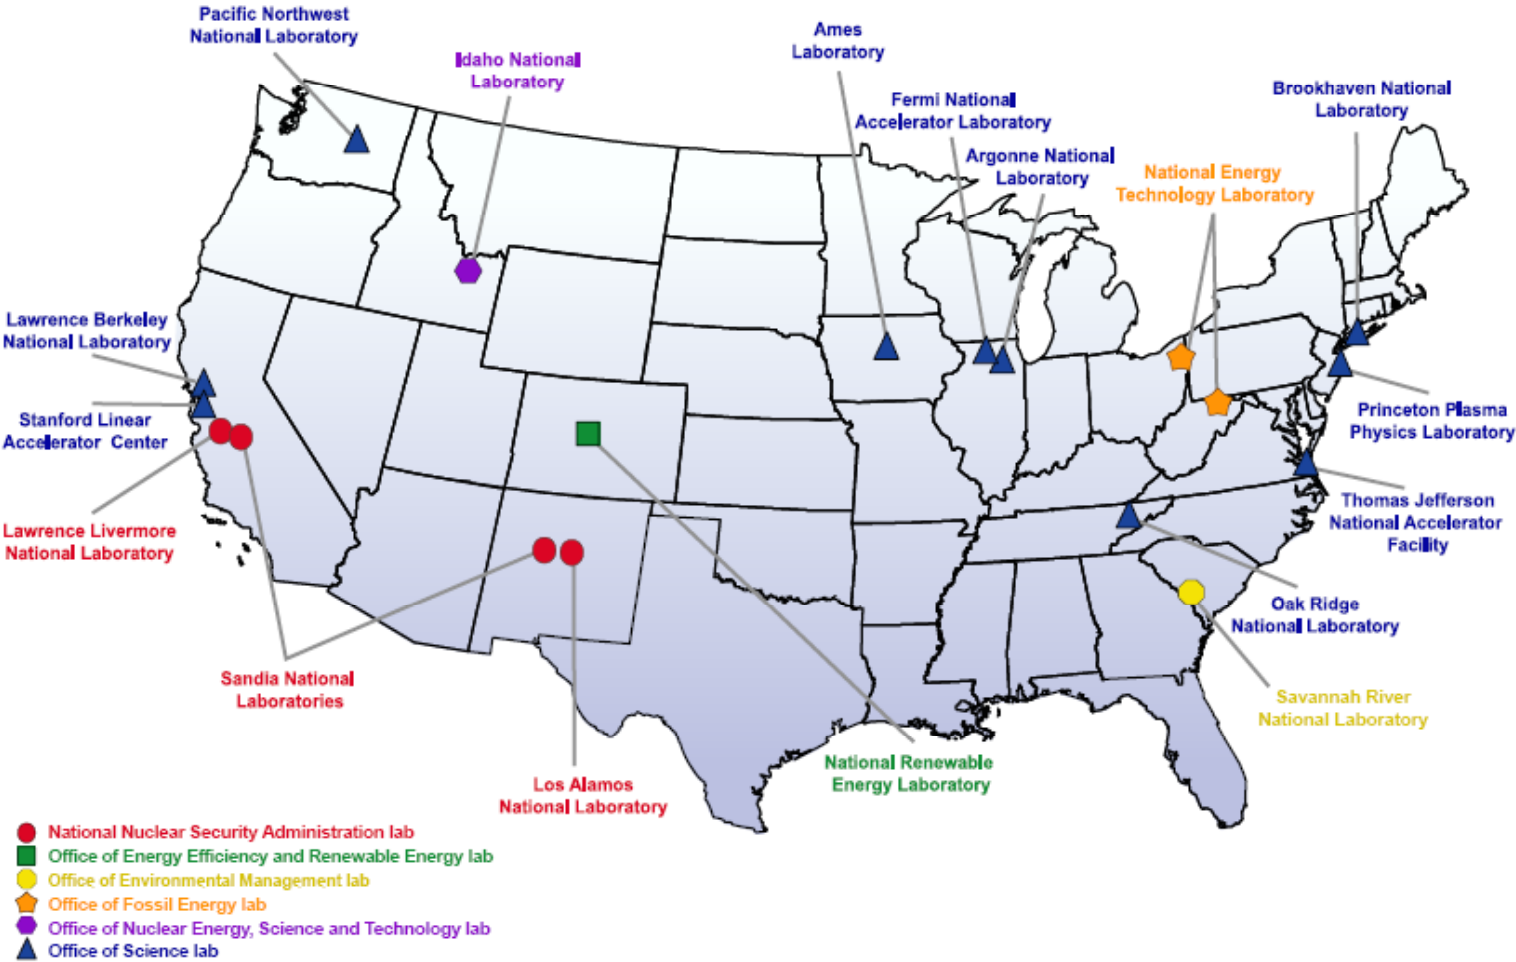 Pacific Northwest
National Laboratory
Idaho National
Laboratory
Ames
Laboratory
Fermi National
Accelerator Laboratory
Argonne National
Laboratory
Brookhaven National
Laboratory
National Energy
Technology Laboratory
Lawrence Berkeley
National Laboratory
Stanford Linear
Accelerator Center
Lawrence Livermore
National Laboratory
Princeton Plasma
Physics Laboratory
Thomas Jefferson
National Accelerator
Facility
Oak Ridge
National Laboratory
Sandia National
Laboratories
Savannah River
National Laboratory
National Renewable
Energy Laboratory
Los Alamos
National Laboratory
National Nuclear Security Administration lab
Office of Energy Efficiency and Renewable Energy lab
Office of Environmental Management lab
Office of Fossil Energy lab
Office of Nuclear Energy, Science and Technology lab
Office of Science lab